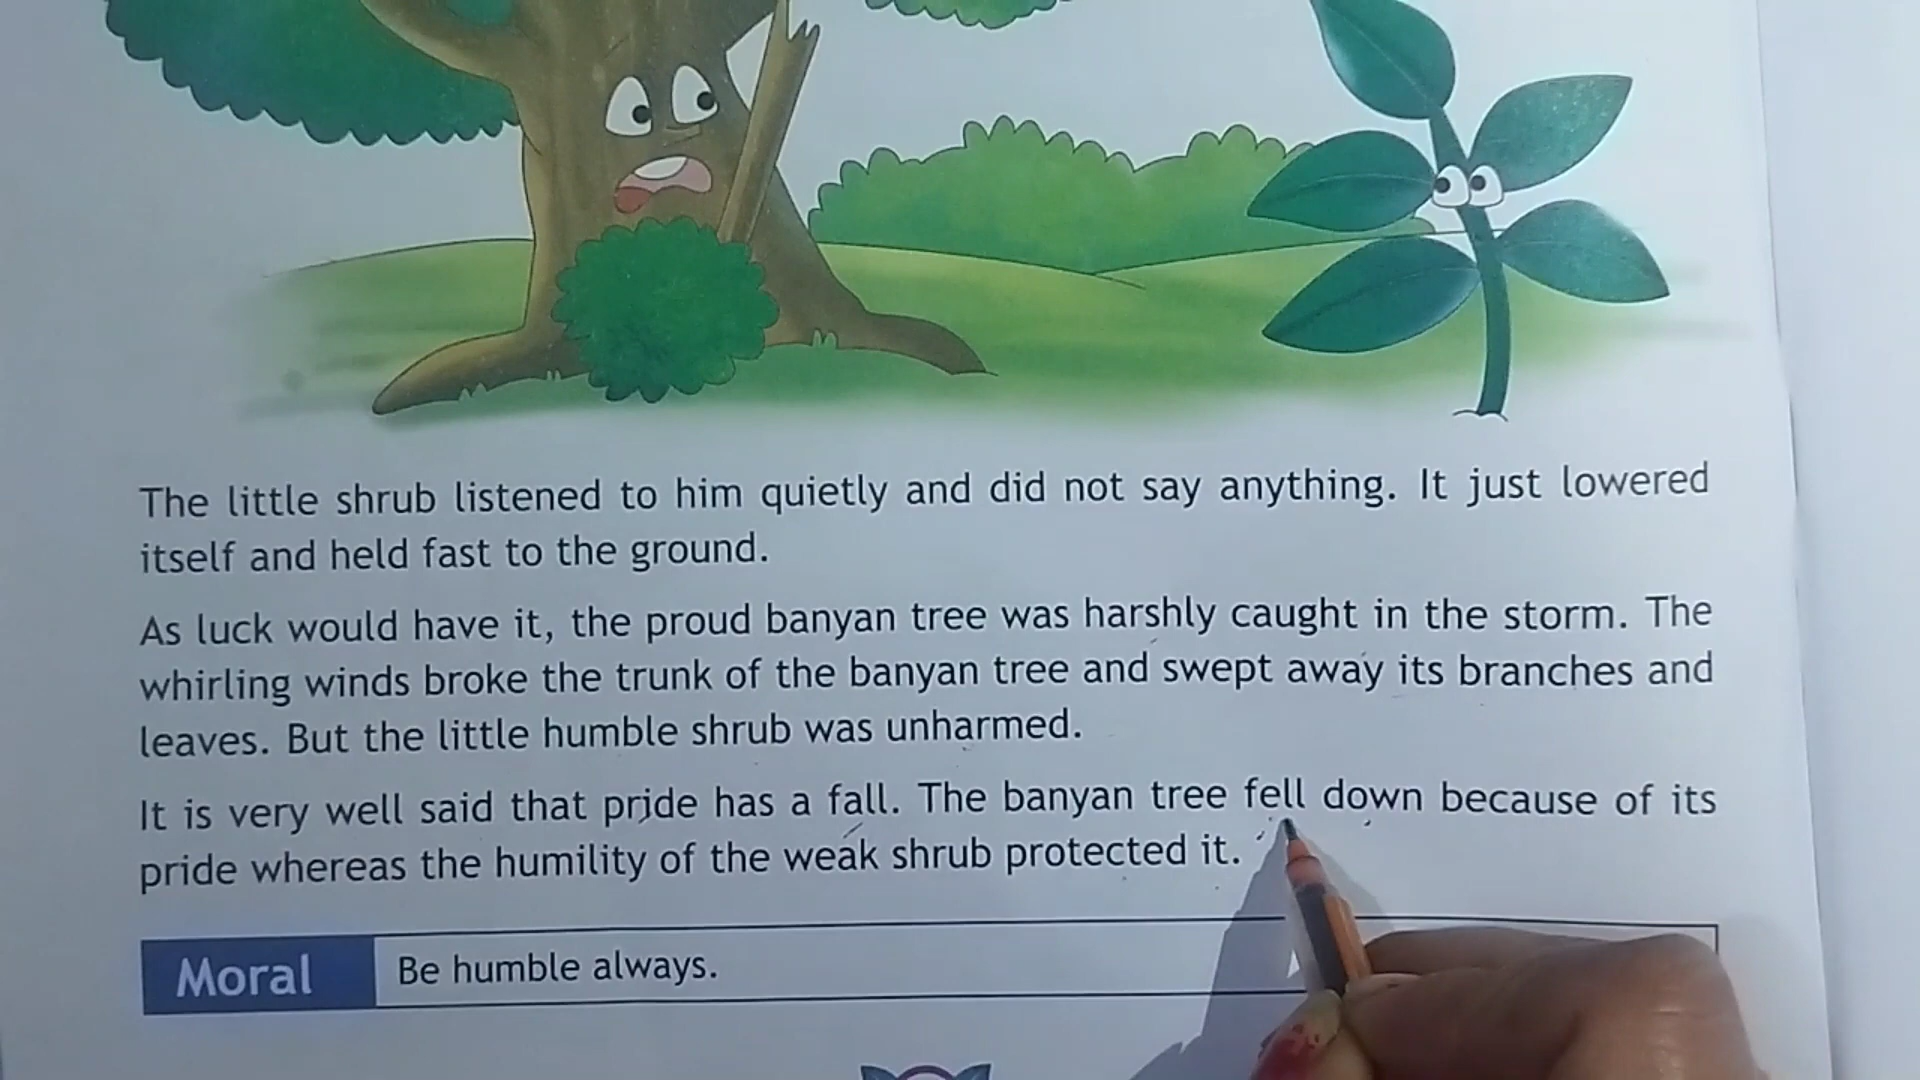 The little shrub listened to him quietly and did not say anything. It just lowered
itself and held fast to the ground.
As luck would have it, the proud banyan tree was harshly caught in the storm. The
whirling winds broke the trunk of the banyan tree and swept away its branches and
leaves. But the little humble shrub was unharmed.
It is very well said that pride has a fall. The banyan tree fell down because of its
pride whereas the humility of the weak shrub protected it.
Moral
Be humble always.